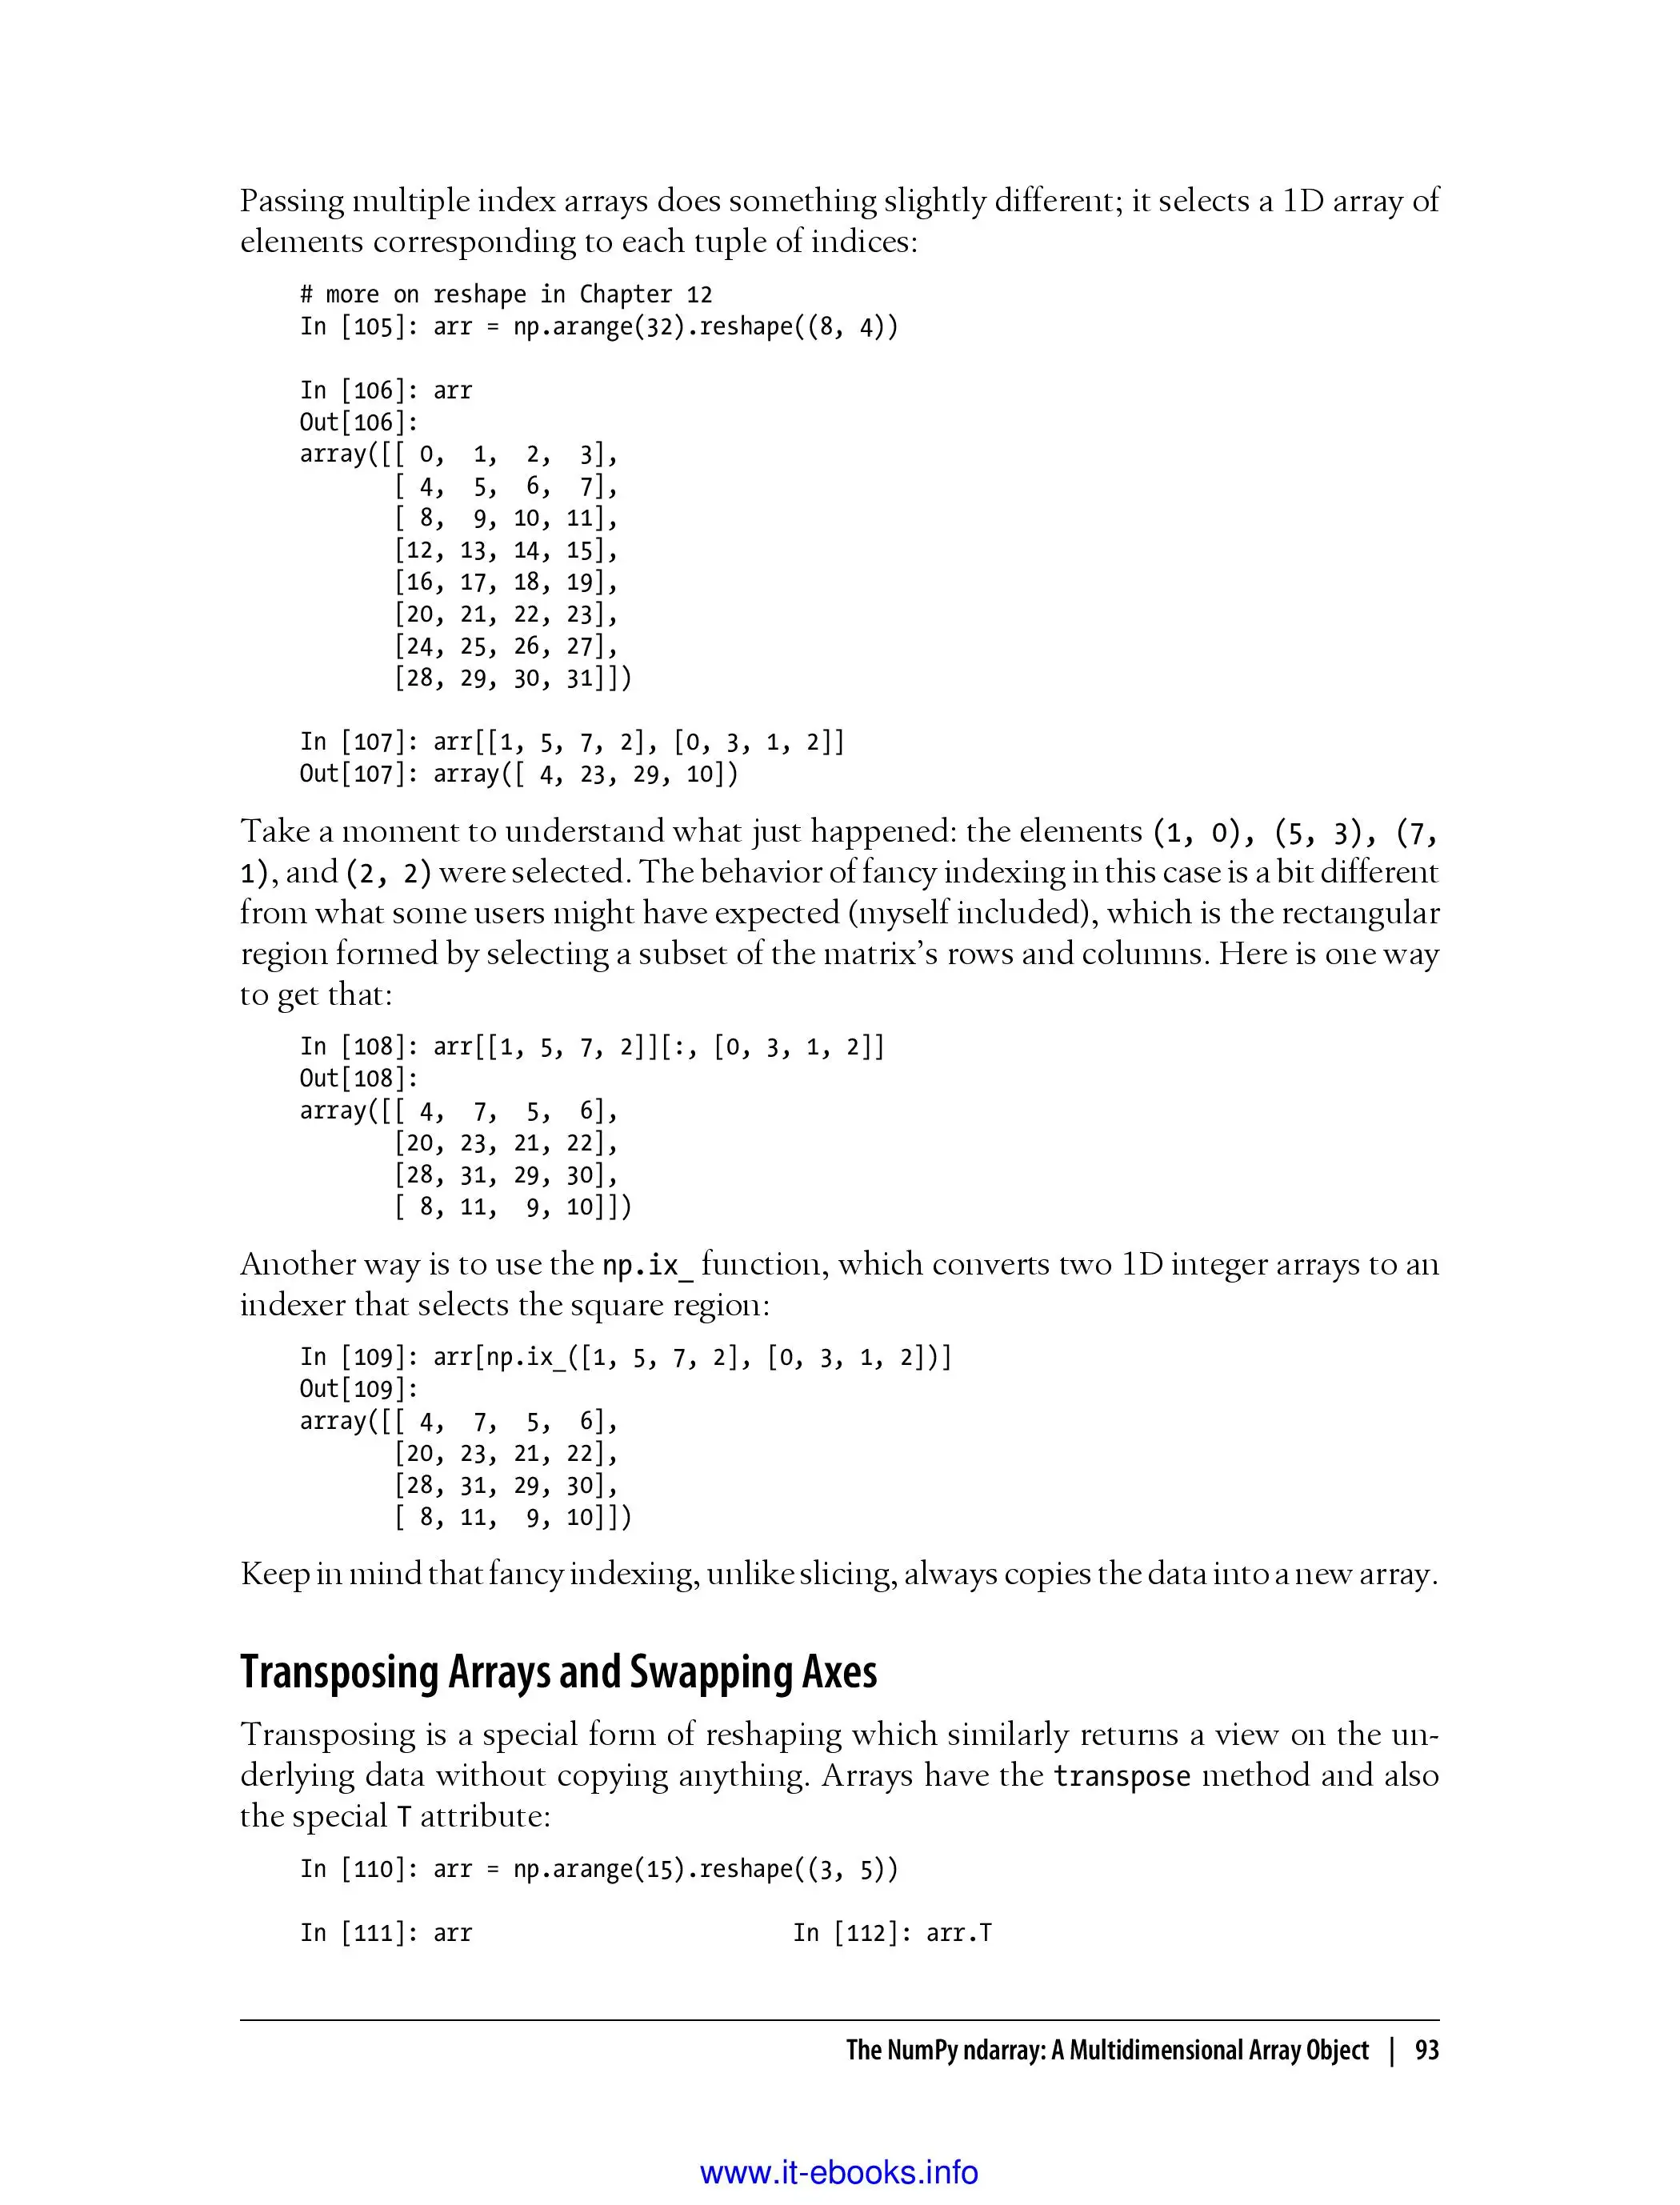 Passing multiple index arrays does something slightly different; it selects a 1D array of
elements corresponding to each tuple of indices:
# more on reshape in Chapter 12
In [105]: arr = np.arange(32).reshape((8, 4))
In [106]: arr
Out[106]:
array([[ 0,  1,  2,  3],
       [ 4,  5,  6,  7],
       [ 8,  9, 10, 11],
       [12, 13, 14, 15],
       [16, 17, 18, 19],
       [20, 21, 22, 23],
       [24, 25, 26, 27],
       [28, 29, 30, 31]])
In [107]: arr[[1, 5, 7, 2], [0, 3, 1, 2]]
Out[107]: array([ 4, 23, 29, 10])
Take a moment to understand what just happened: the elements (1, 0), (5, 3), (7,
1), and (2, 2) were selected. The behavior of fancy indexing in this case is a bit different
from what some users might have expected (myself included), which is the rectangular
region formed by selecting a subset of the matrix’s rows and columns. Here is one way
to get that:
In [108]: arr[[1, 5, 7, 2]][:, [0, 3, 1, 2]]
Out[108]:
array([[ 4,  7,  5,  6],
       [20, 23, 21, 22],
       [28, 31, 29, 30],
       [ 8, 11,  9, 10]])
Another way is to use the np.ix_ function, which converts two 1D integer arrays to an
indexer that selects the square region:
In [109]: arr[np.ix_([1, 5, 7, 2], [0, 3, 1, 2])]
Out[109]:
array([[ 4,  7,  5,  6],
       [20, 23, 21, 22],
       [28, 31, 29, 30],
       [ 8, 11,  9, 10]])
Keep in mind that fancy indexing, unlike slicing, always copies the data into a new array.
Transposing Arrays and Swapping Axes
Transposing is a special form of reshaping which similarly returns a view on the un-
derlying data without copying anything. Arrays have the transpose method and also
the special T attribute:
In [110]: arr = np.arange(15).reshape((3, 5))
In [111]: arr                        In [112]: arr.T
The NumPy ndarray: A Multidimensional Array Object | 93
www.it-ebooks.info